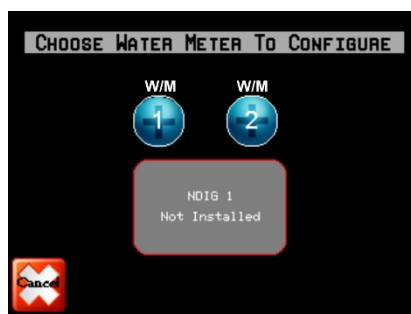 CHOOSE WATER METER TO CONFIGURE
W/M W/M
1 2
NDIG 1
Not Installed
Cancel